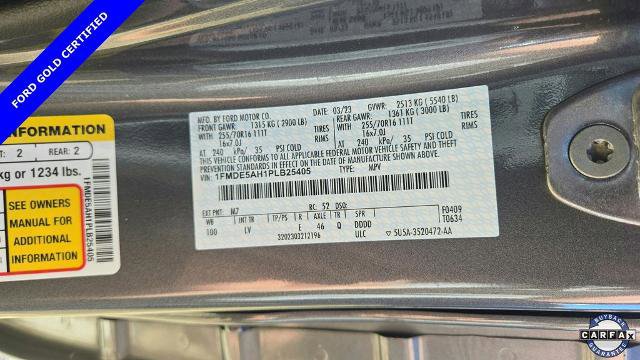 FORD GOLD CERTIFIED
INFORMATION
2 REAR: 2
kg or 1234 lbs.
SEE OWNERS
MANUAL FOR
ADDITIONAL
INFORMATION
1FMDE5AH1PLB25405
MFD. BY FORD MOTOR CO. 03/23 GVWR: 2513 KG ( 5540 LB)
FRONT GAWR: 1315 KG ( 2900 LB) REAR GAWR: 1361 KG ( 3000 LB)
WITH 255/70R16 111T TIRES WITH 255/70R16 111T TIRES
16x7.0J RIMS 16x7.0J RIMS
AT 240 kPa/ 35 PSI COLD AT 240 kPa/ 35 PSI COLD
THIS VEHICLE CONFORMS TO ALL APPLICABLE FEDERAL MOTOR VEHICLE SAFETY AND THEFT PREVENTION STANDARDS IN EFFECT ON THE DATE OF MANUFACTURE SHOWN ABOVE.
VIN: 1FMDE5AH1PLB25405 TYPE: MPV
EXT PNT: M7 RC: 52 DSO:
WB INT TR TP/PS R AXLE TR SPR F0409
100 LV E 46 Q DDDD T0634
3202303212196 ULC ▽5U5A-3520472-AA
BUYBACK
CARFAX
GUARANTEE